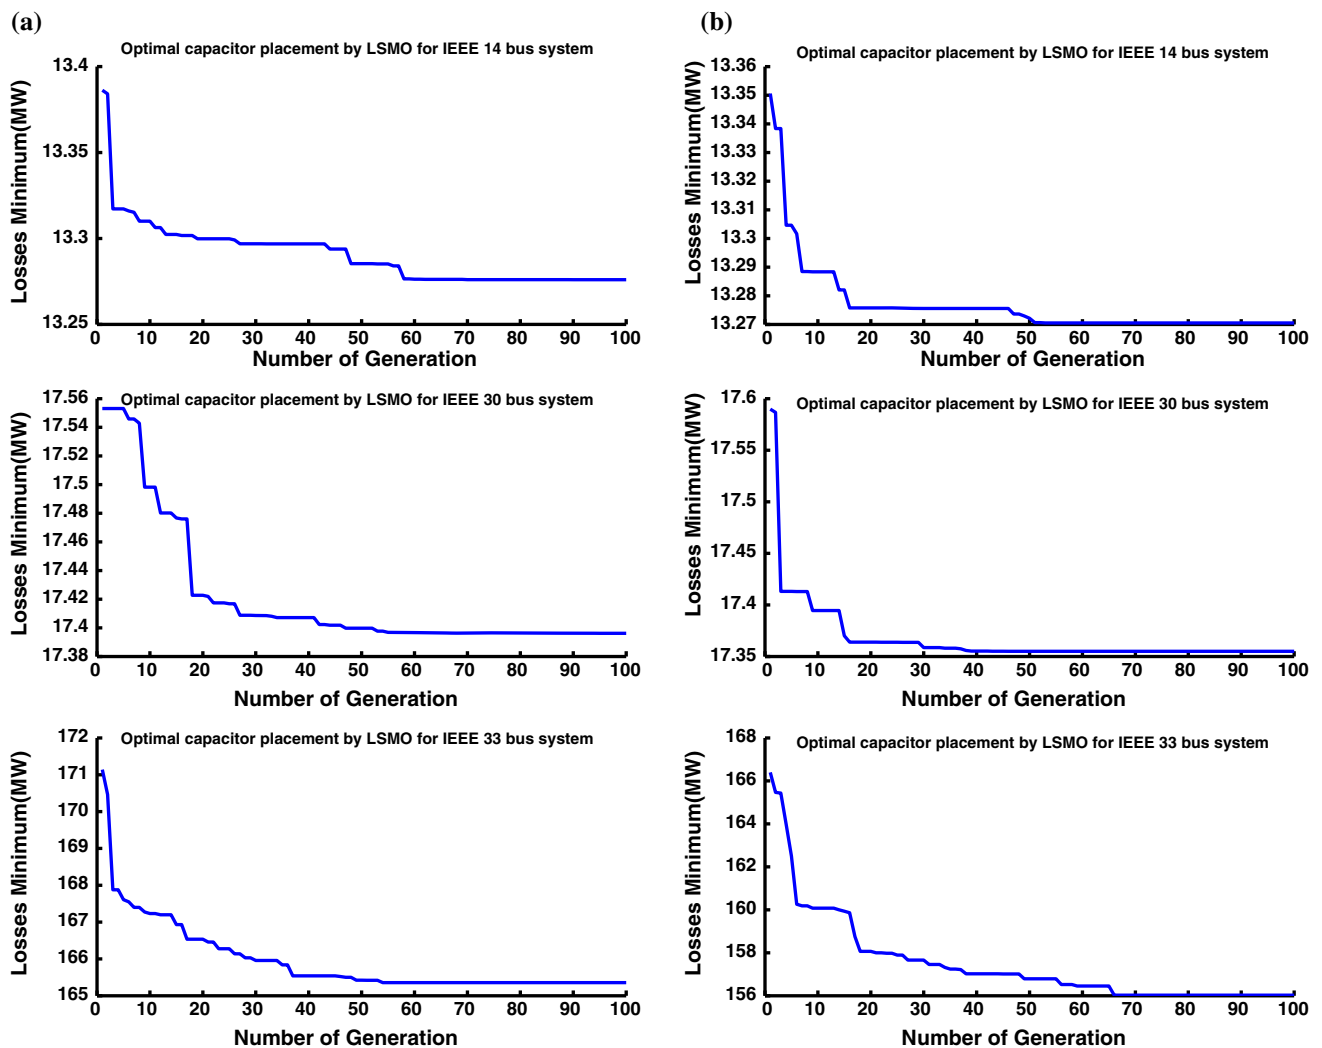 (a)
Optimal capacitor placement by LSMO for IEEE 14 bus system
Losses Minimum(MW)
13.4
13.35
13.3
13.25
0 10 20 30 40 50 60 70 80 90 100
Number of Generation
Optimal capacitor placement by LSMO for IEEE 30 bus system
Losses Minimum(MW)
17.56
17.54
17.52
17.5
17.48
17.46
17.44
17.42
17.4
17.38
0 10 20 30 40 50 60 70 80 90 100
Number of Generation
Optimal capacitor placement by LSMO for IEEE 33 bus system
Losses Minimum(MW)
172
171
170
169
168
167
166
165
0 10 20 30 40 50 60 70 80 90 100
Number of Generation
(b)
Optimal capacitor placement by LSMO for IEEE 14 bus system
Losses Minimum(MW)
13.36
13.35
13.34
13.33
13.32
13.31
13.3
13.29
13.28
13.27
0 10 20 30 40 50 60 70 80 90 100
Number of Generation
Optimal capacitor placement by LSMO for IEEE 30 bus system
Losses Minimum(MW)
17.6
17.55
17.5
17.45
17.4
17.35
0 10 20 30 40 50 60 70 80 90 100
Number of Generation
Optimal capacitor placement by LSMO for IEEE 33 bus system
Losses Minimum(MW)
168
166
164
162
160
158
156
0 10 20 30 40 50 60 70 80 90 100
Number of Generation